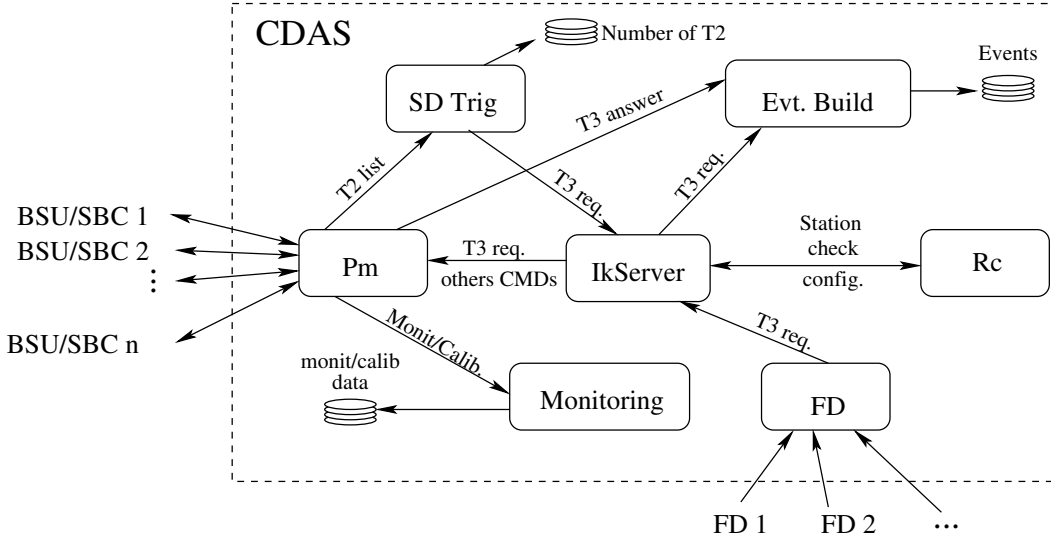 CDAS
Number of T2
Events
SD Trig
Evt. Build
T3 answer
T2 list
T3 req.
T3 req.
BSU/SBC 1
BSU/SBC 2
⋮
BSU/SBC n
Pm
T3 req.
others CMDs
IkServer
Station
check
config.
Rc
Monit/Calib.
T3 req.
monit/calib
data
Monitoring
FD
FD 1
FD 2
...